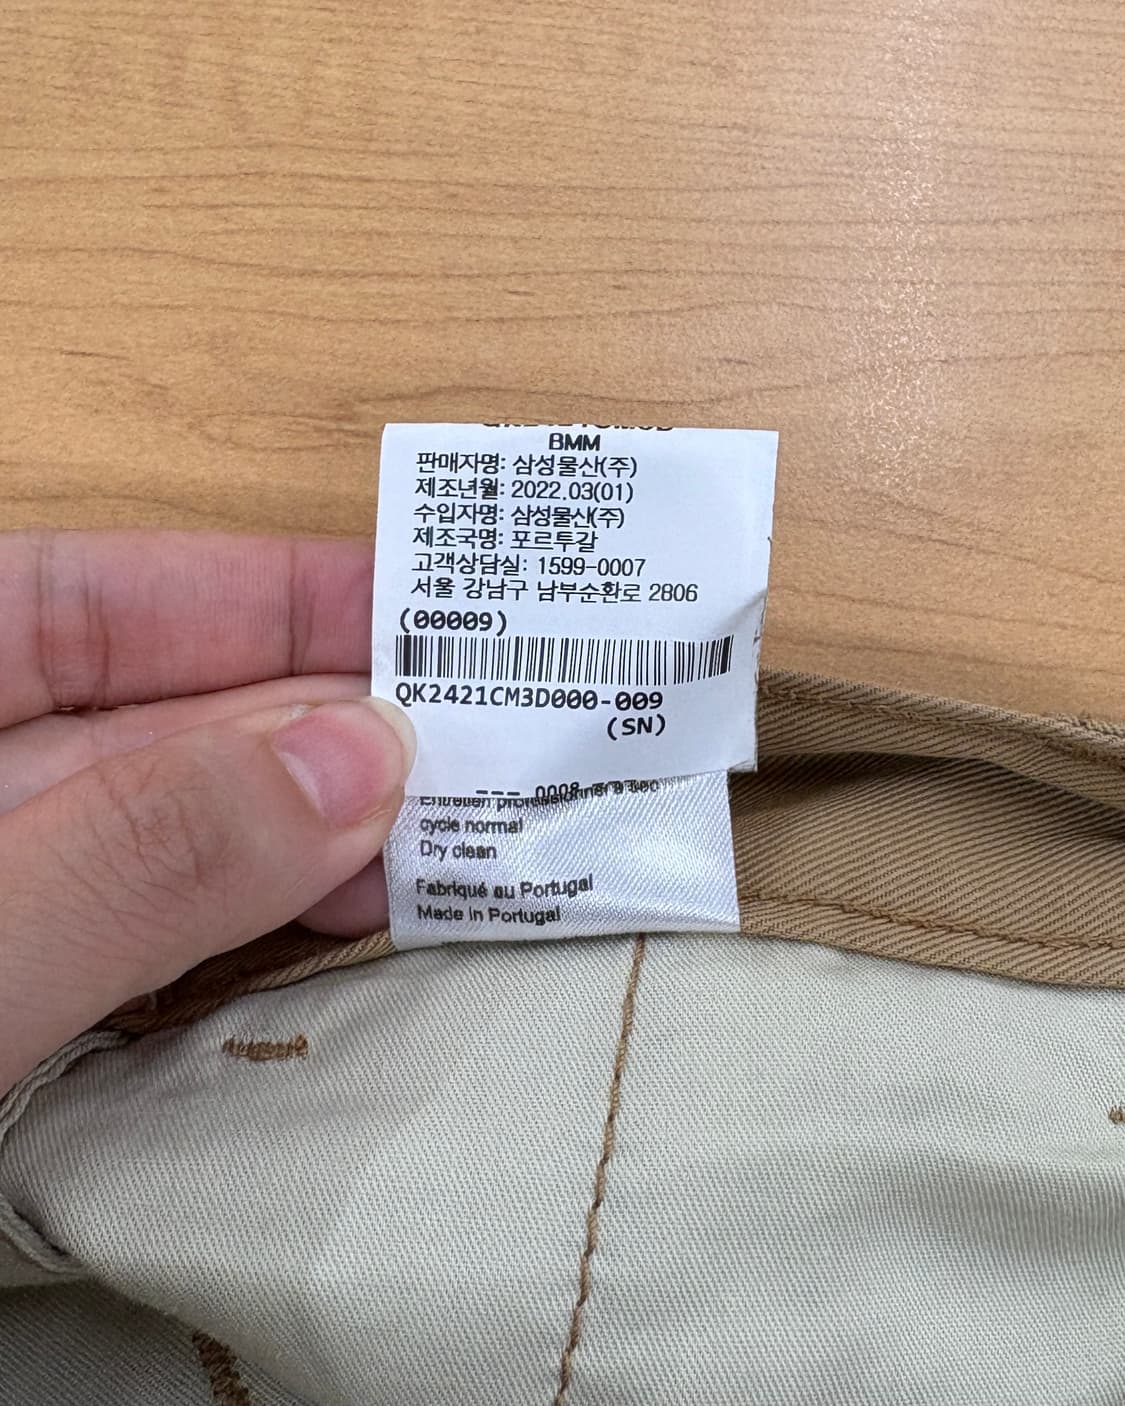 BMM
판매자명: 삼성물산(주)
제조년월: 2022.03(01)
수입자명: 삼성물산(주)
제조국명: 포르투갈
고객상담실: 1599-0007
서울 강남구 남부순환로 2806
(00009)
QK2421CM3D000-009
(SN)
Entretien professionnel à sec
cycle normal
Dry clean
Fabriqué au Portugal
Made in Portugal